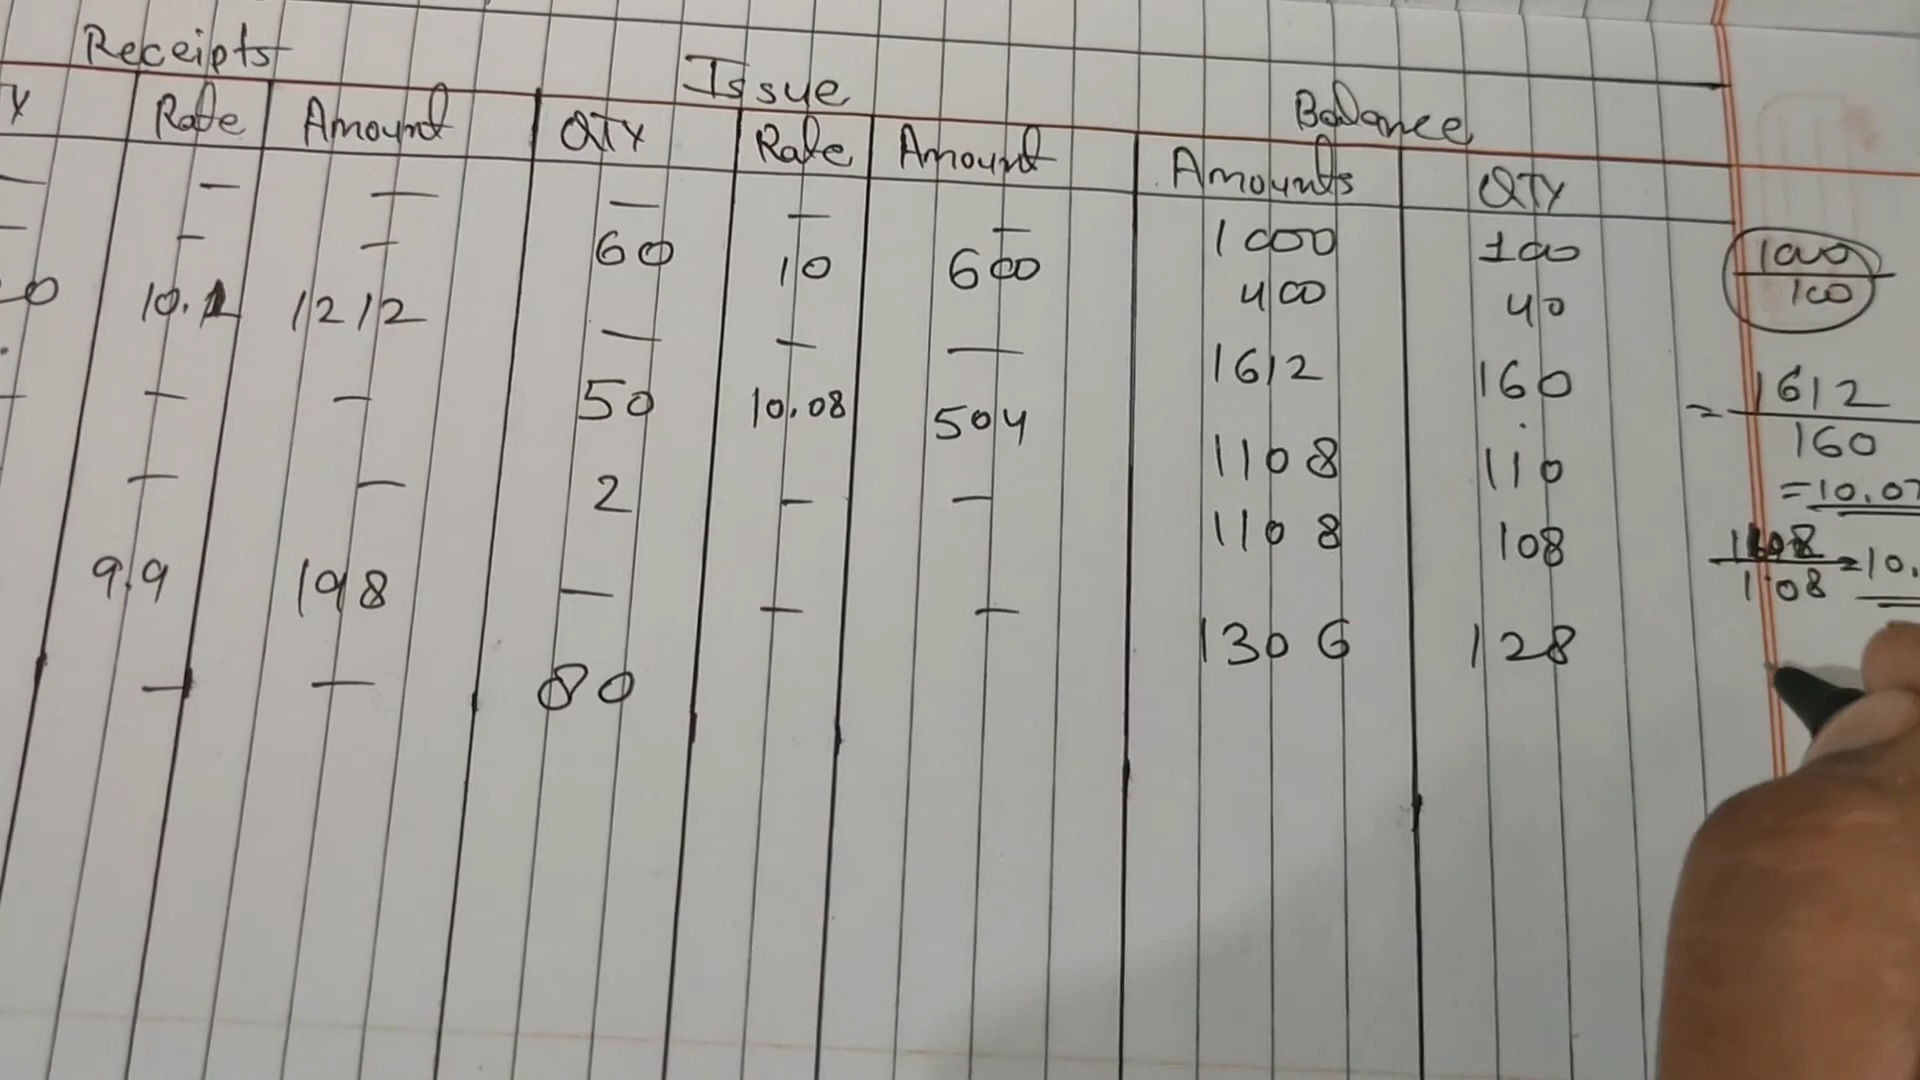 Receipts Issue Balance
Y Rate Amount QTY Rate Amount Amounts QTY
— — — — — — 1000 100 1000
— — — 60 10 600 400 40 100
0 10.1 1212 — — — 1612 160 = 1612
— — — 50 10.08 504 1108 110 160
— — 2 — — 1108 108 = 10.07
9.9 198 — — — 1306 128 1108 = 10.
— — 80 108